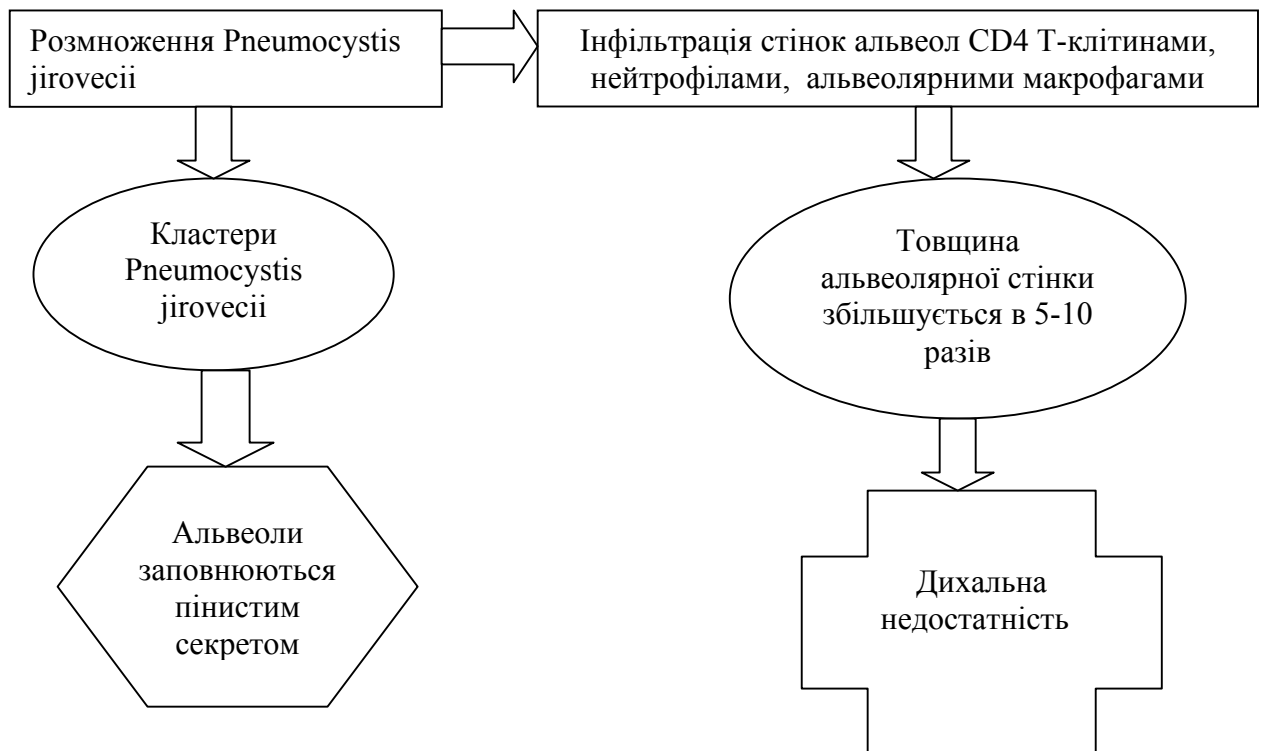 Розмноження Pneumocystis
jirovecii
Інфільтрація стінок альвеол CD4 Т-клітинами,
нейтрофілами, альвеолярними макрофагами
Кластери
Pneumocystis
jirovecii
Товщина
альвеолярної стінки
збільшується в 5-10
разів
Альвеоли
заповнюються
пінистим
секретом
Дихальна
недостатність